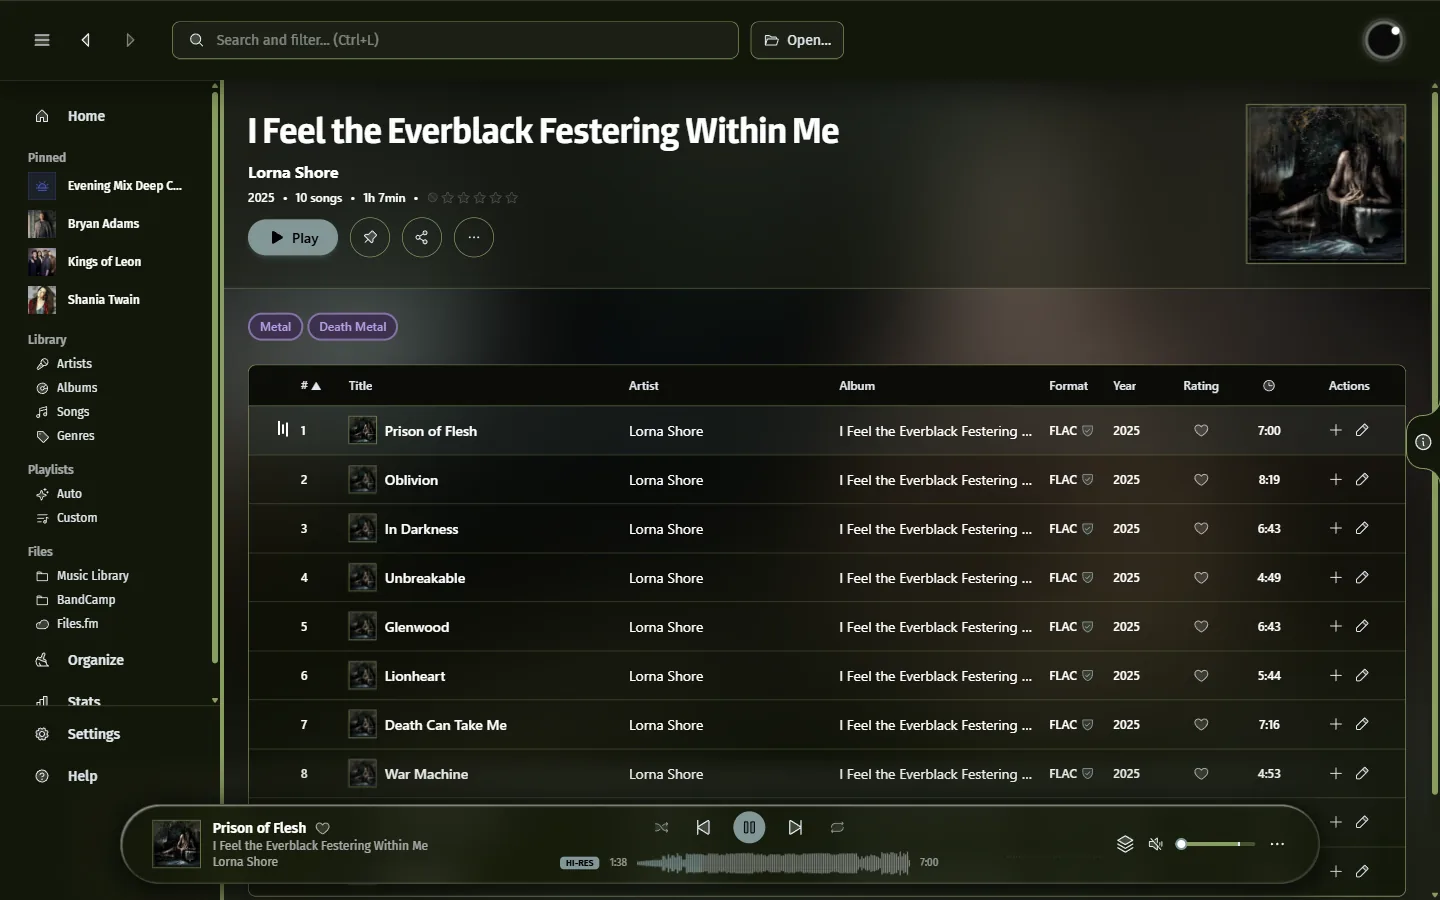 Search and filter... (Ctrl+L)
Open...
Home
Pinned
Evening Mix Deep C...
Bryan Adams
Kings of Leon
Shania Twain
Library
Artists
Albums
Songs
Genres
Playlists
Auto
Custom
Files
Music Library
BandCamp
Files.fm
Organize
Stats
Settings
Help
I Feel the Everblack Festering Within Me
Lorna Shore
2025 • 10 songs • 1h 7min •
Play
Metal Death Metal
# Title Artist Album Format Year Rating Actions
1 Prison of Flesh Lorna Shore I Feel the Everblack Festering ... FLAC 2025 7:00
2 Oblivion Lorna Shore I Feel the Everblack Festering ... FLAC 2025 8:19
3 In Darkness Lorna Shore I Feel the Everblack Festering ... FLAC 2025 6:43
4 Unbreakable Lorna Shore I Feel the Everblack Festering ... FLAC 2025 4:49
5 Glenwood Lorna Shore I Feel the Everblack Festering ... FLAC 2025 6:43
6 Lionheart Lorna Shore I Feel the Everblack Festering ... FLAC 2025 5:44
7 Death Can Take Me Lorna Shore I Feel the Everblack Festering ... FLAC 2025 7:16
8 War Machine Lorna Shore I Feel the Everblack Festering ... FLAC 2025 4:53
Prison of Flesh
I Feel the Everblack Festering Within Me
Lorna Shore
HI-RES 1:38 7:00